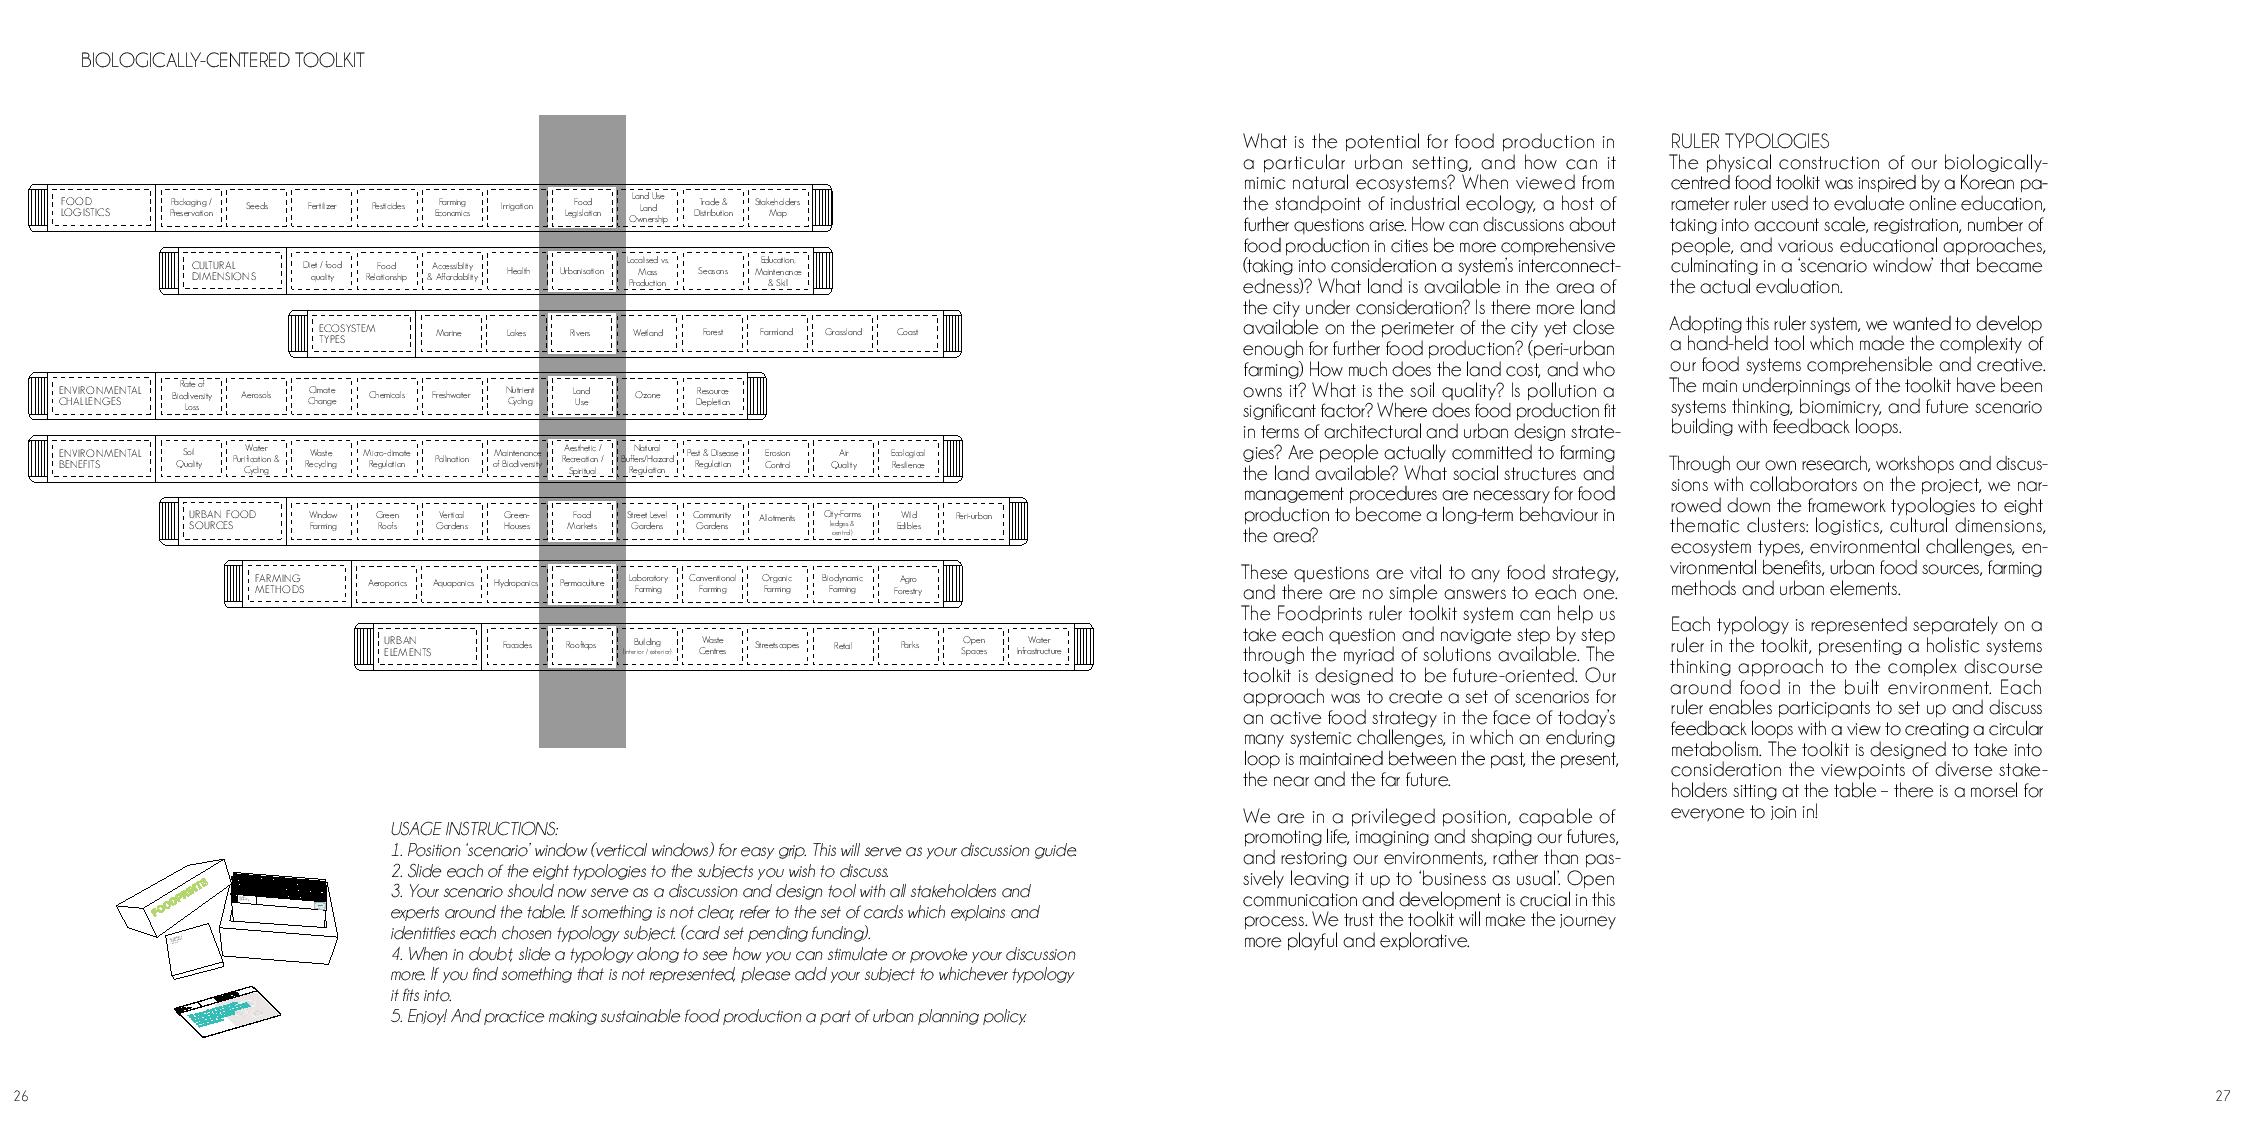 BIOLOGICALLY-CENTERED TOOLKIT
FOOD
LOGISTICS
Packaging /
Preservation
Seeds
Fertilizer
Pesticides
Farming
Economics
Irrigation
Food
Legislation
Land Use
Land
Ownership
Trade &
Distribution
Stakeholders
Map
CULTURAL
DIMENSIONS
Diet / food
quality
Food
Relationship
Accessiblity
& Affordability
Health
Urbanisation
Localised vs.
Mass
Production
Seasons
Education,
Maintenance
& Skill
ECOSYSTEM
TYPES
Marine
Lakes
Rivers
Wetland
Forest
Farmland
Grassland
Coast
ENVIRONMENTAL
CHALLENGES
Rate of
Biodiversity
Loss
Aerosols
Climate
Change
Chemicals
Freshwater
Nutrient
Cycling
Land
Use
Ozone
Resource
Depletion
ENVIRONMENTAL
BENEFITS
Soil
Quality
Water
Purification &
Cycling
Waste
Recycling
Micro-climate
Regulation
Pollination
Maintenance
of Biodiversity
Aesthetic /
Recreation /
Spiritual
Natural
Buffers/Hazard
Regulation
Pest & Disease
Regulation
Erosion
Control
Air
Quality
Ecological
Resilience
URBAN FOOD
SOURCES
Window
Farming
Green
Roofs
Vertical
Gardens
Green-
Houses
Food
Markets
Street Level
Gardens
Community
Gardens
Allotments
City-Farms
(edges &
central)
Wild
Edibles
Peri-urban
FARMING
METHODS
Aeroponics
Aquaponics
Hydroponics
Permaculture
Laboratory
Farming
Conventional
Farming
Organic
Farming
Biodynamic
Farming
Agro
Forestry
URBAN
ELEMENTS
Facades
Rooftops
Building
(interior / exterior)
Waste
Centres
Streetscapes
Retail
Parks
Open
Spaces
Water
Infrastructure
FOODPRINTS
USAGE INSTRUCTIONS:
1. Position ‘scenario’ window (vertical windows) for easy grip. This will serve as your discussion guide.
2. Slide each of the eight typologies to the subjects you wish to discuss.
3. Your scenario should now serve as a discussion and design tool with all stakeholders and
experts around the table. If something is not clear, refer to the set of cards which explains and
identitfies each chosen typology subject. (card set pending funding).
4. When in doubt, slide a typology along to see how you can stimulate or provoke your discussion
more. If you find something that is not represented, please add your subject to whichever typology
it fits into.
5. Enjoy! And practice making sustainable food production a part of urban planning policy.
26
What is the potential for food production in
a particular urban setting, and how can it
mimic natural ecosystems? When viewed from
the standpoint of industrial ecology, a host of
further questions arise. How can discussions about
food production in cities be more comprehensive
(taking into consideration a system’s interconnect-
edness)? What land is available in the area of
the city under consideration? Is there more land
available on the perimeter of the city yet close
enough for further food production? (peri-urban
farming) How much does the land cost, and who
owns it? What is the soil quality? Is pollution a
significant factor? Where does food production fit
in terms of architectural and urban design strate-
gies? Are people actually committed to farming
the land available? What social structures and
management procedures are necessary for food
production to become a long-term behaviour in
the area?
These questions are vital to any food strategy,
and there are no simple answers to each one.
The Foodprints ruler toolkit system can help us
take each question and navigate step by step
through the myriad of solutions available. The
toolkit is designed to be future-oriented. Our
approach was to create a set of scenarios for
an active food strategy in the face of today’s
many systemic challenges, in which an enduring
loop is maintained between the past, the present,
the near and the far future.
We are in a privileged position, capable of
promoting life, imagining and shaping our futures,
and restoring our environments, rather than pas-
sively leaving it up to ‘business as usual’. Open
communication and development is crucial in this
process. We trust the toolkit will make the journey
more playful and explorative.
RULER TYPOLOGIES
The physical construction of our biologically-
centred food toolkit was inspired by a Korean pa-
rameter ruler used to evaluate online education,
taking into account scale, registration, number of
people, and various educational approaches,
culminating in a ‘scenario window’ that became
the actual evaluation.
Adopting this ruler system, we wanted to develop
a hand-held tool which made the complexity of
our food systems comprehensible and creative.
The main underpinnings of the toolkit have been
systems thinking, biomimicry, and future scenario
building with feedback loops.
Through our own research, workshops and discus-
sions with collaborators on the project, we nar-
rowed down the framework typologies to eight
thematic clusters: logistics, cultural dimensions,
ecosystem types, environmental challenges, en-
vironmental benefits, urban food sources, farming
methods and urban elements.
Each typology is represented separately on a
ruler in the toolkit, presenting a holistic systems
thinking approach to the complex discourse
around food in the built environment. Each
ruler enables participants to set up and discuss
feedback loops with a view to creating a circular
metabolism. The toolkit is designed to take into
consideration the viewpoints of diverse stake-
holders sitting at the table – there is a morsel for
everyone to join in!
27